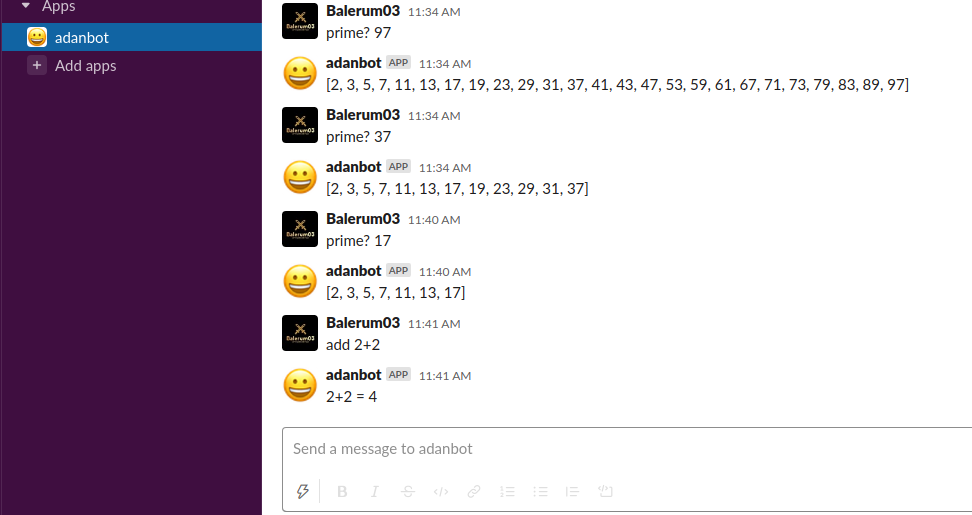 Apps
adanbot
+ Add apps
Balerum03 11:34 AM
prime? 97
adanbot APP 11:34 AM
[2, 3, 5, 7, 11, 13, 17, 19, 23, 29, 31, 37, 41, 43, 47, 53, 59, 61, 67, 71, 73, 79, 83, 89, 97]
Balerum03 11:34 AM
prime? 37
adanbot APP 11:34 AM
[2, 3, 5, 7, 11, 13, 17, 19, 23, 29, 31, 37]
Balerum03 11:40 AM
prime? 17
adanbot APP 11:40 AM
[2, 3, 5, 7, 11, 13, 17]
Balerum03 11:41 AM
add 2+2
adanbot APP 11:41 AM
2+2 = 4
Send a message to adanbot
B I S </>